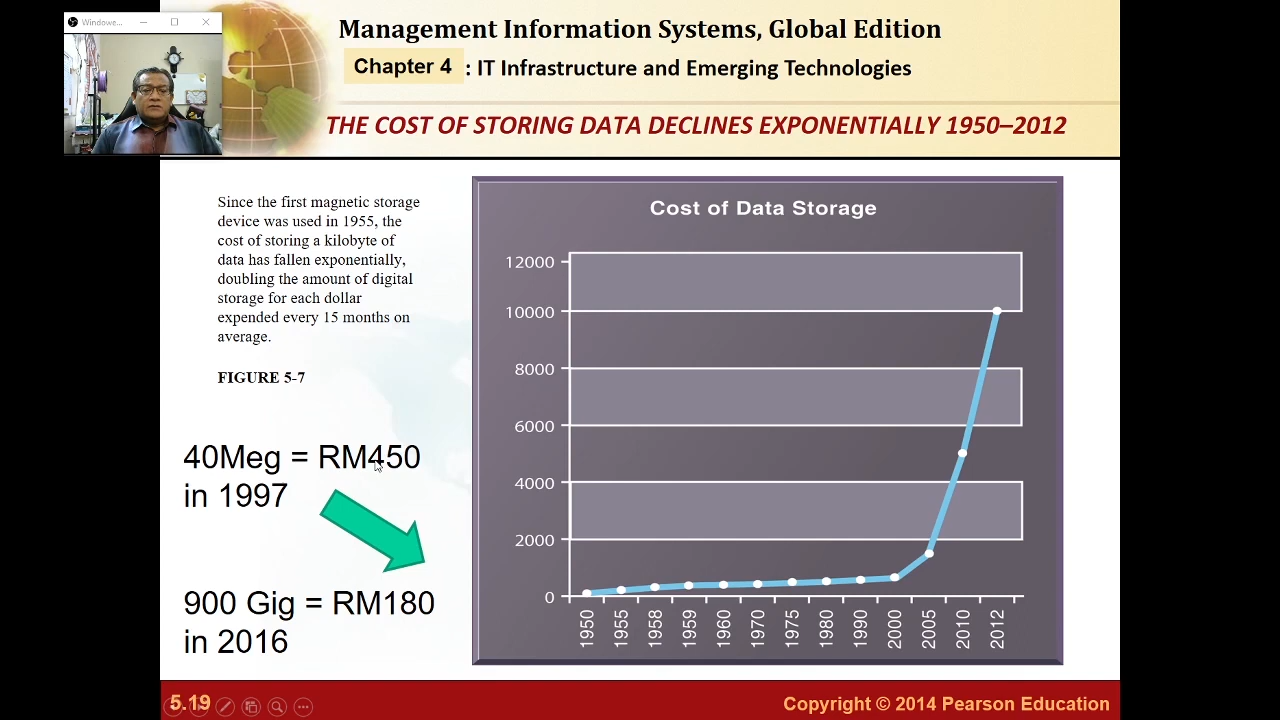 Windowe...
Management Information Systems, Global Edition
Chapter 4 : IT Infrastructure and Emerging Technologies
THE COST OF STORING DATA DECLINES EXPONENTIALLY 1950–2012
Since the first magnetic storage
device was used in 1955, the
cost of storing a kilobyte of
data has fallen exponentially,
doubling the amount of digital
storage for each dollar
expended every 15 months on
average.
FIGURE 5-7
40Meg = RM450
in 1997
900 Gig = RM180
in 2016
Cost of Data Storage
12000
10000
8000
6000
4000
2000
0
1950
1955
1958
1959
1960
1970
1975
1980
1990
2000
2005
2010
2012
5.19
Copyright © 2014 Pearson Education